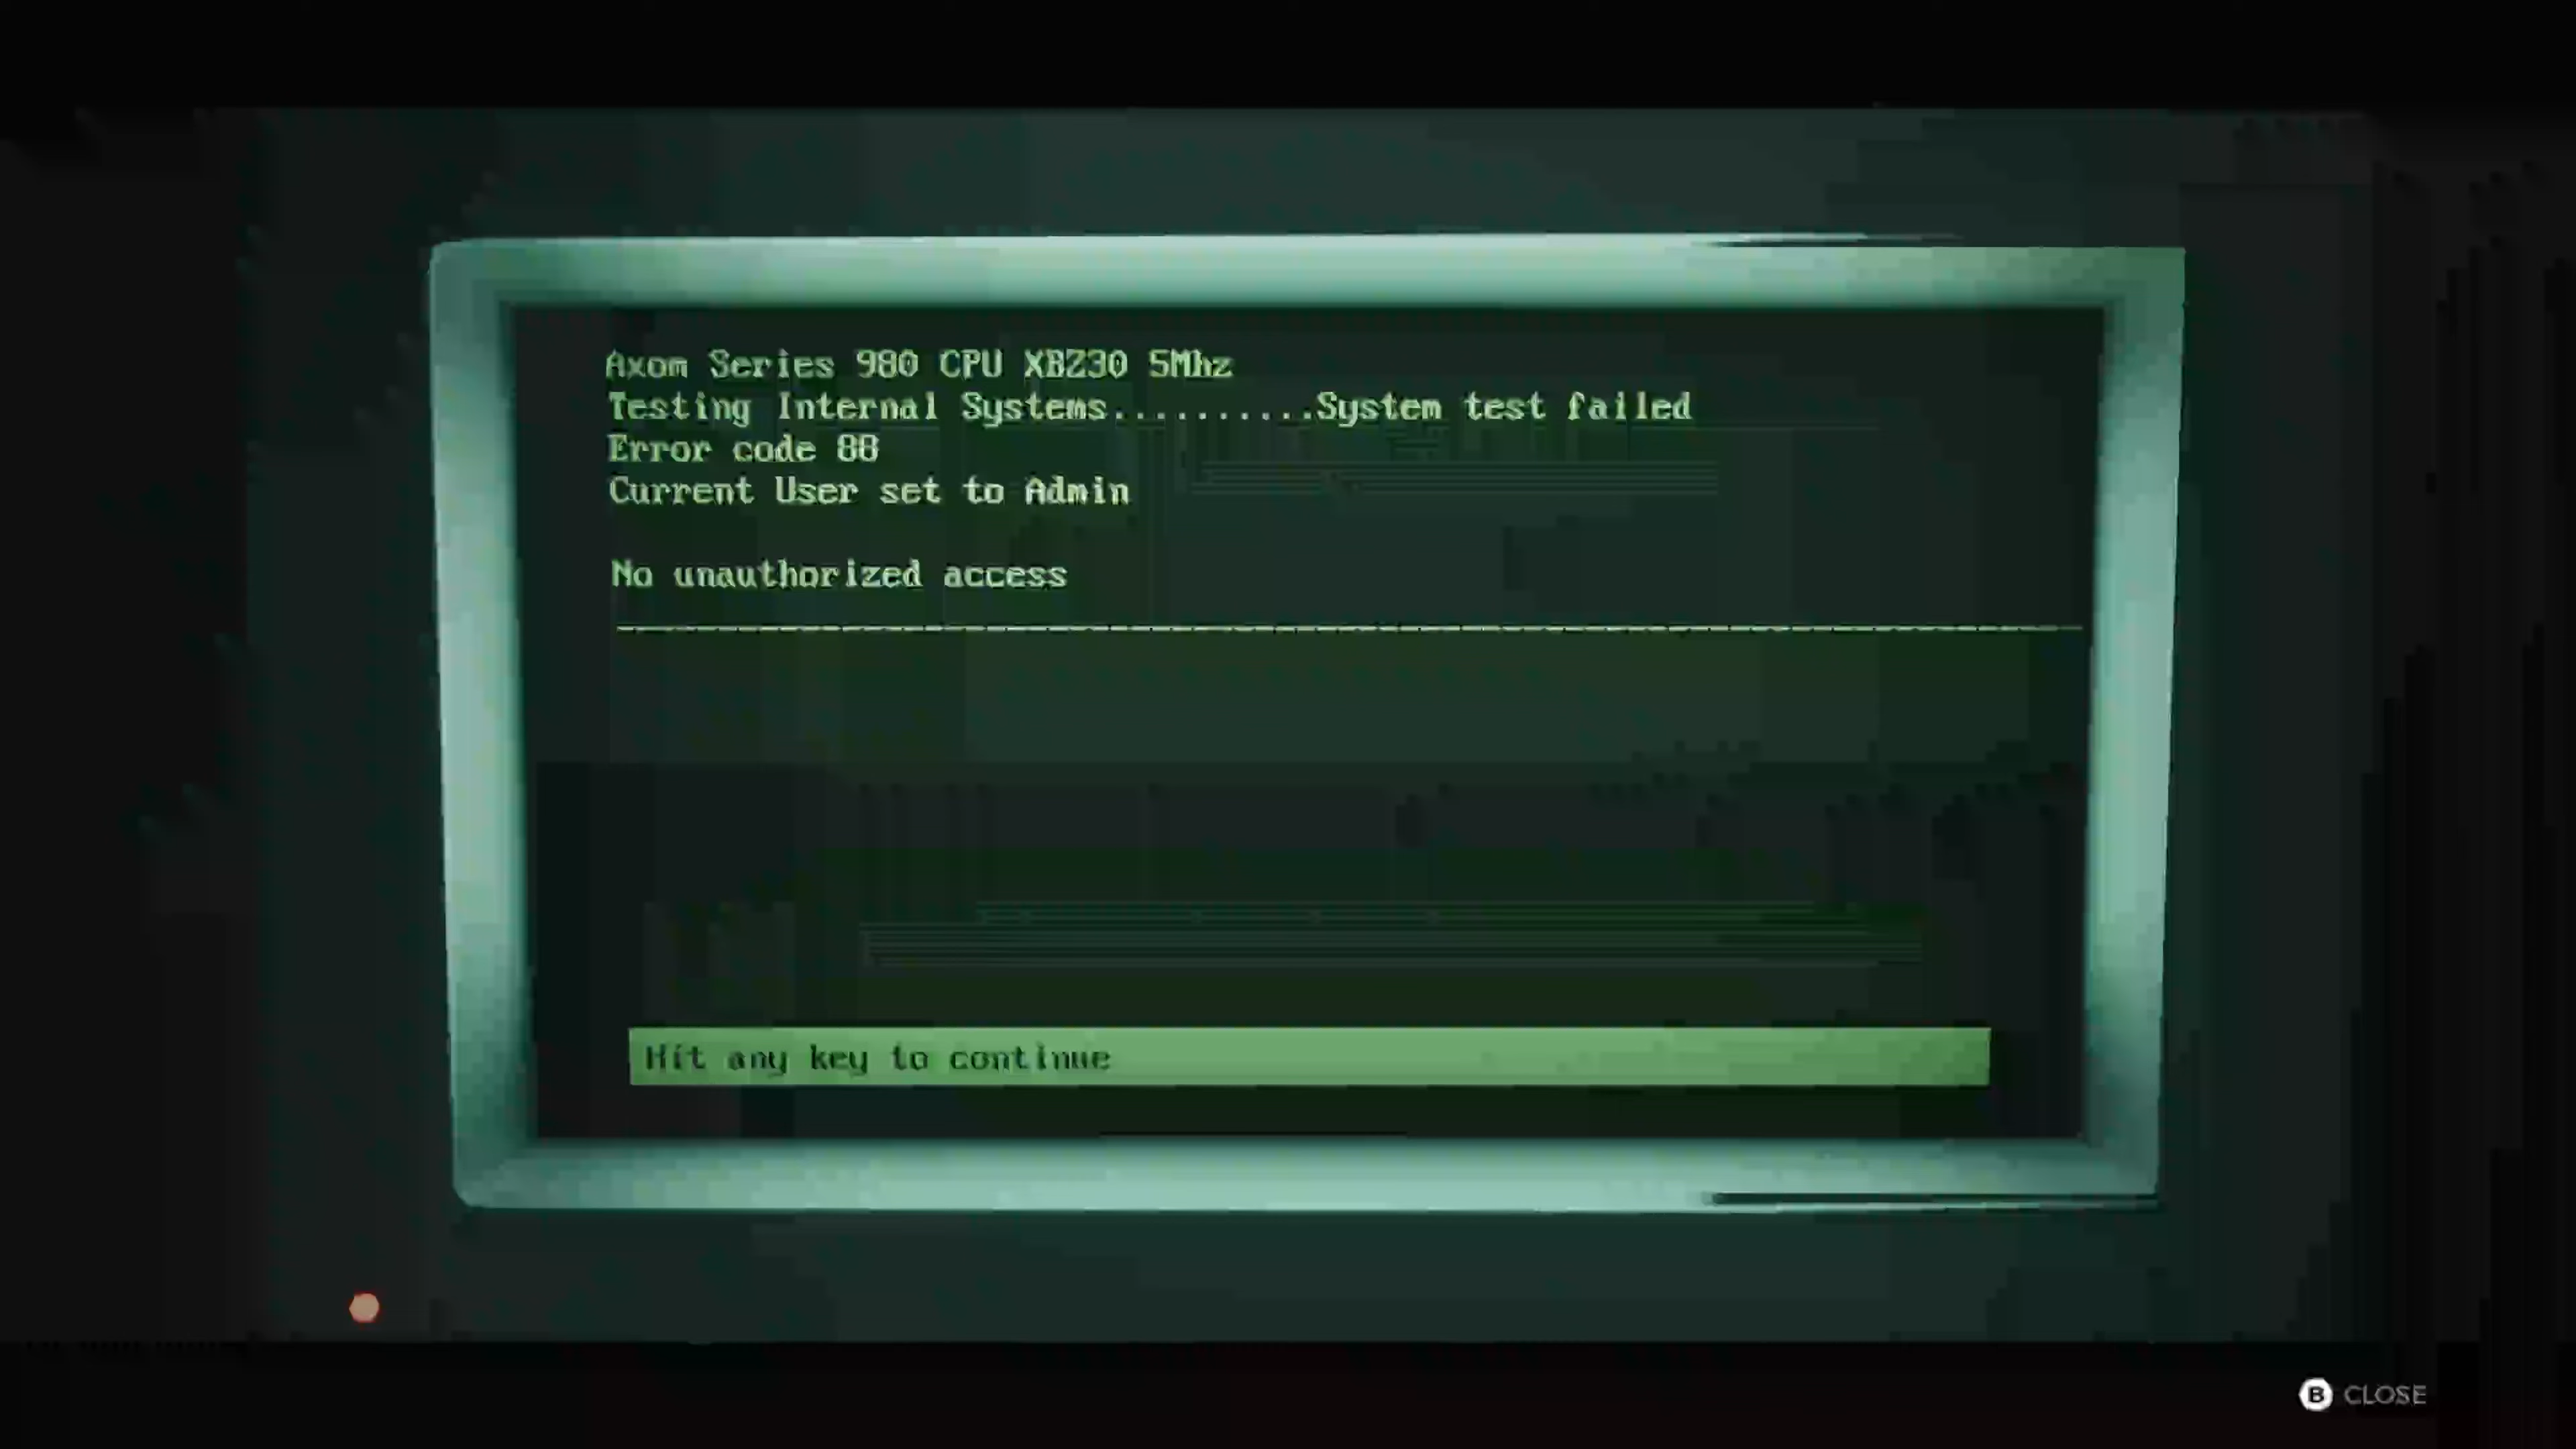 Axom Series 980 CPU XBZ30 5Mhz
Testing Internal Systems..........System test failed
Error code 88
Current User set to Admin
No unauthorized access
Hit any key to continue
B CLOSE